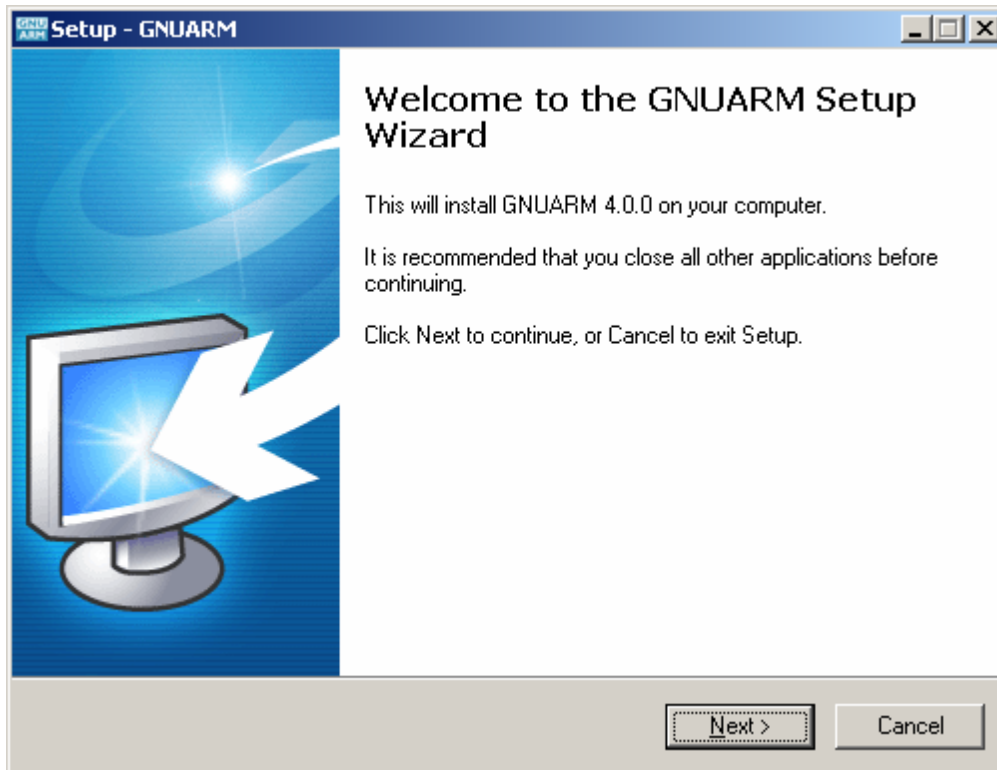 GNU
ARM
Setup - GNUARM
Welcome to the GNUARM Setup
Wizard
This will install GNUARM 4.0.0 on your computer.
It is recommended that you close all other applications before
continuing.
Click Next to continue, or Cancel to exit Setup.
Next >
Cancel